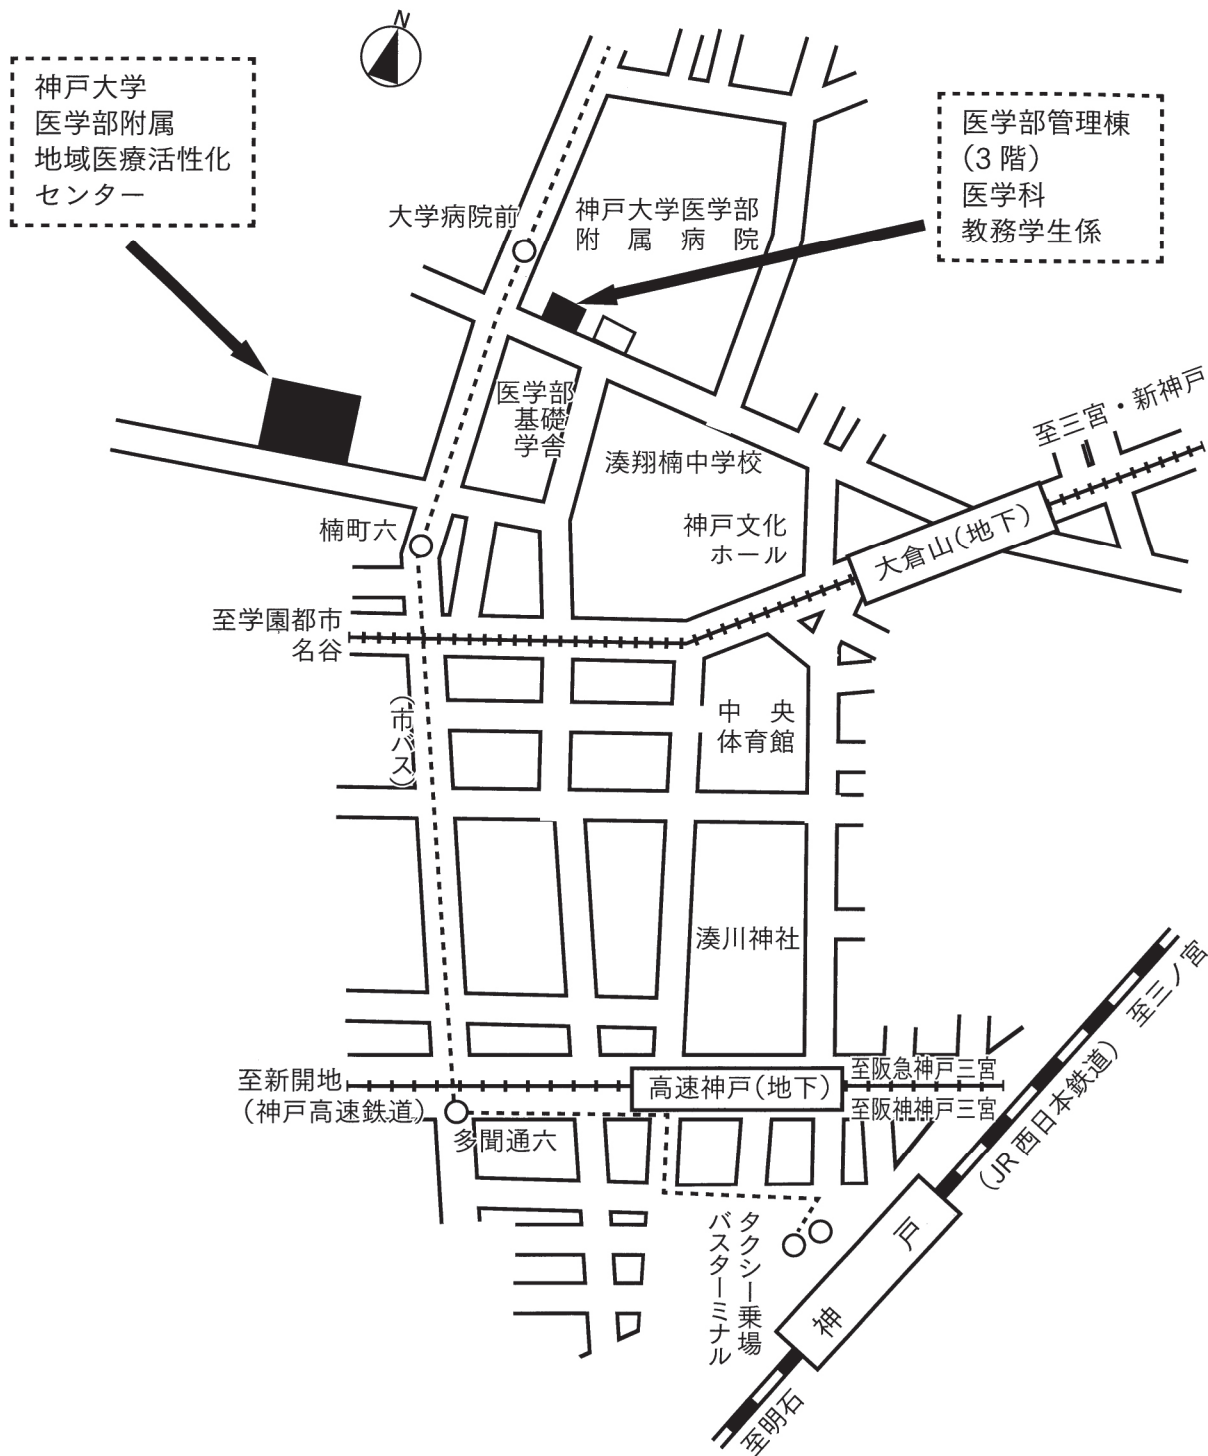 N
神戸大学
医学部附属
地域医療活性化
センター
医学部管理棟
（3階）
医学科
教務学生係
大学病院前
神戸大学医学部
附属病院
医学部
基礎
学舎
湊翔楠中学校
至三宮・新神戸
楠町六
神戸文化
ホール
大倉山（地下）
至学園都市
名谷
（市バス）
中央
体育館
湊川神社
至三ノ宮
至新開地
（神戸高速鉄道）
高速神戸（地下）
至阪急神戸三宮
至阪神神戸三宮
（JR西日本鉄道）
多聞通六
タクシー乗場
バスターミナル
神戸
至明石